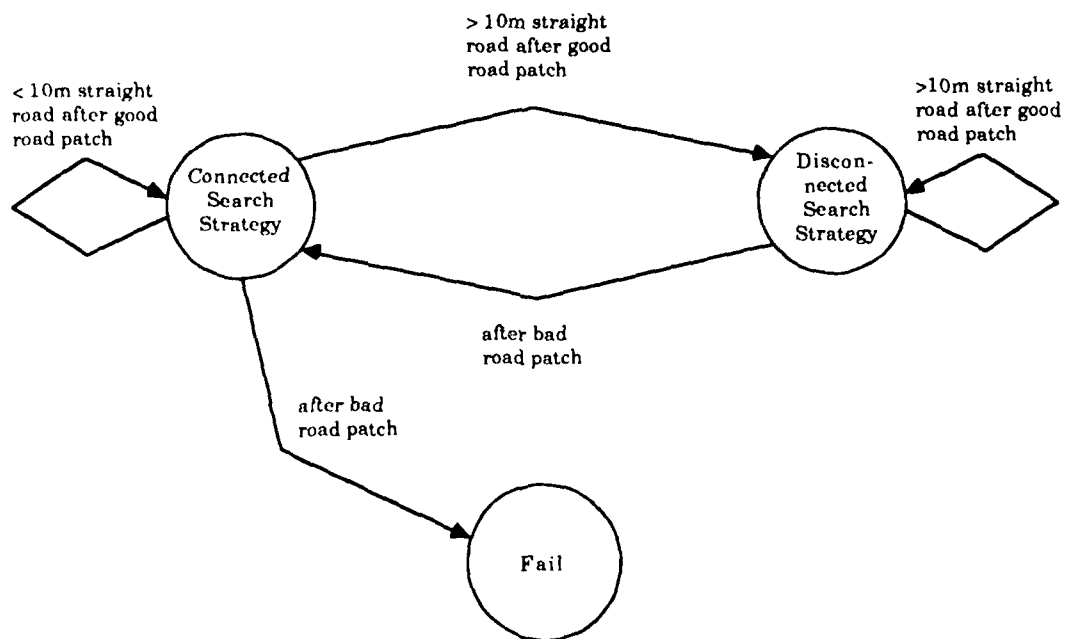 > 10m straight
road after good
road patch
< 10m straight
road after good
road patch
>10m straight
road after good
road patch
Connected
Search
Strategy
Discon-
nected
Search
Strategy
after bad
road patch
after bad
road patch
Fail